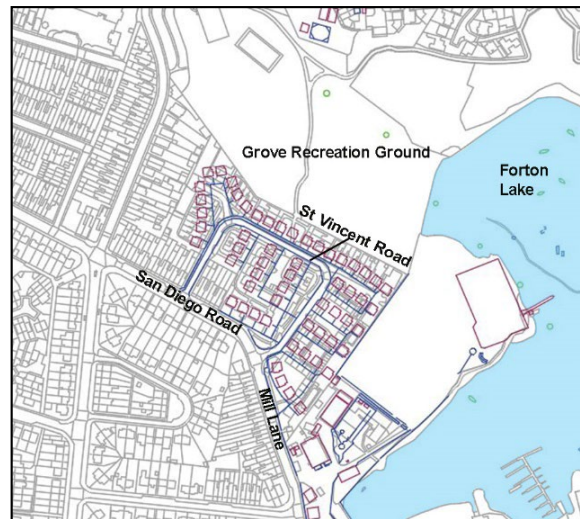 Grove Recreation Ground
Forton
Lake
St Vincent Road
San Diego Road
Mill Lane